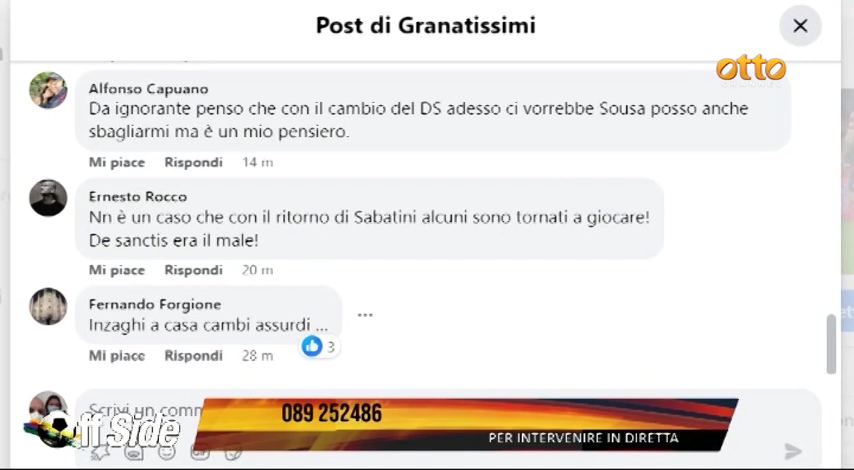 Post di Granatissimi
otto
Alfonso Capuano
Da ignorante penso che con il cambio del DS adesso ci vorrebbe Sousa posso anche
sbagliarmi ma è un mio pensiero.
Mi piace Rispondi 14 m
Ernesto Rocco
Nn è un caso che con il ritorno di Sabatini alcuni sono tornati a giocare!
De sanctis era il male!
Mi piace Rispondi 20 m
Fernando Forgione
Inzaghi a casa cambi assurdi ...
3
Mi piace Rispondi 28 m
Scrivi un comm
Off Side
089 252486
PER INTERVENIRE IN DIRETTA
GIF